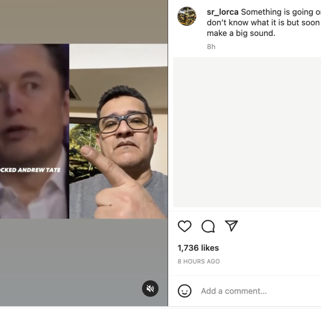 sr_lorca Something is going o
don't know what it is but soon
make a big sound.
8h
OCKED ANDREW TATE
1,736 likes
8 HOURS AGO
Add a comment...